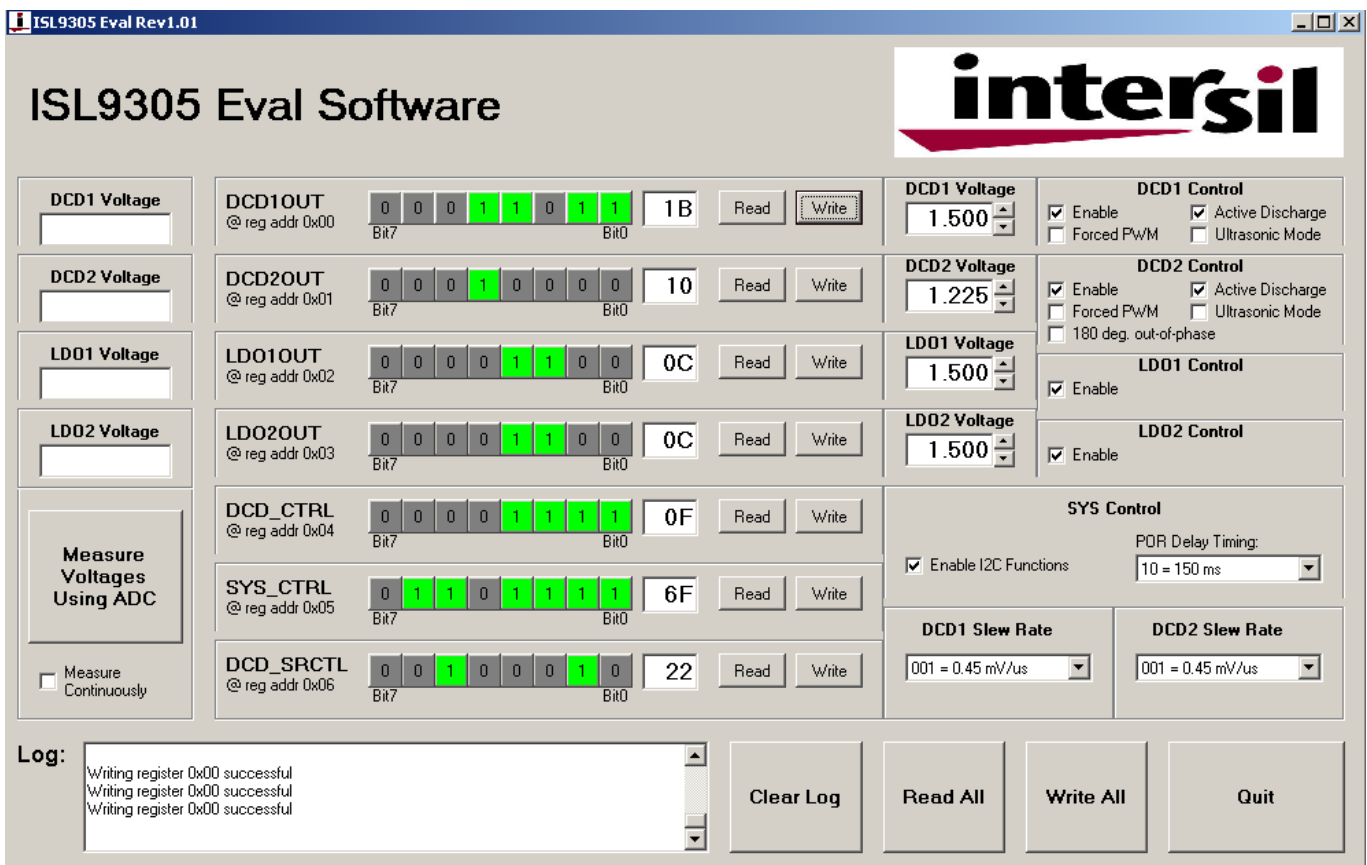 ISL9305 Eval Rev1.01
ISL9305 Eval Software
intersil
DCD1 Voltage
DCD2 Voltage
LDO1 Voltage
LDO2 Voltage
Measure
Voltages
Using ADC
Measure
Continuously
DCD1OUT
@ reg addr 0x00
0 0 0 1 1 0 1 1
Bit7 Bit0
1B
Read Write
DCD2OUT
@ reg addr 0x01
0 0 0 1 0 0 0 0
Bit7 Bit0
10
Read Write
LDO1OUT
@ reg addr 0x02
0 0 0 0 1 1 0 0
Bit7 Bit0
0C
Read Write
LDO2OUT
@ reg addr 0x03
0 0 0 0 1 1 0 0
Bit7 Bit0
0C
Read Write
DCD_CTRL
@ reg addr 0x04
0 0 0 0 1 1 1 1
Bit7 Bit0
0F
Read Write
SYS_CTRL
@ reg addr 0x05
0 1 1 0 1 1 1 1
Bit7 Bit0
6F
Read Write
DCD_SRCTL
@ reg addr 0x06
0 0 1 0 0 0 1 0
Bit7 Bit0
22
Read Write
DCD1 Voltage
1.500
DCD2 Voltage
1.225
LDO1 Voltage
1.500
LDO2 Voltage
1.500
DCD1 Control
Enable Active Discharge
Forced PWM Ultrasonic Mode
DCD2 Control
Enable Active Discharge
Forced PWM Ultrasonic Mode
180 deg. out-of-phase
LDO1 Control
Enable
LDO2 Control
Enable
SYS Control
Enable I2C Functions
POR Delay Timing:
10 = 150 ms
DCD1 Slew Rate
001 = 0.45 mV/us
DCD2 Slew Rate
001 = 0.45 mV/us
Log:
Writing register 0x00 successful
Writing register 0x00 successful
Writing register 0x00 successful
Clear Log
Read All
Write All
Quit